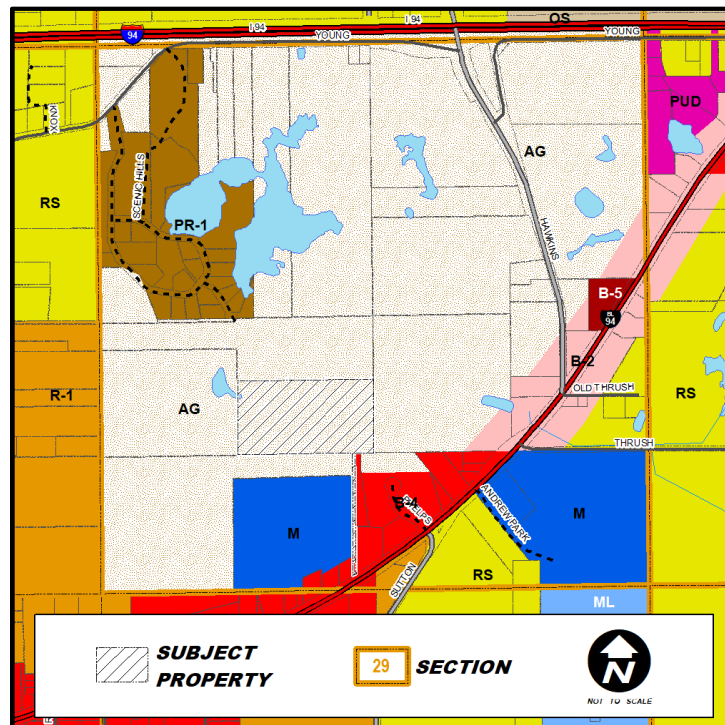 I 94
I 94
OS
94
YOUNG
YOUNG
KNOX
PUD
AG
SCENIC HILLS
RS
PR-1
HAWKINS
B-5
BL
94
B-2
R-1
AG
OLD THRUSH
RS
THRUSH
B-4
PHELPS
ANDREW PARK
M
M
SUTTON
RS
ML
SUBJECT
PROPERTY
29
SECTION
N
NOT TO SCALE